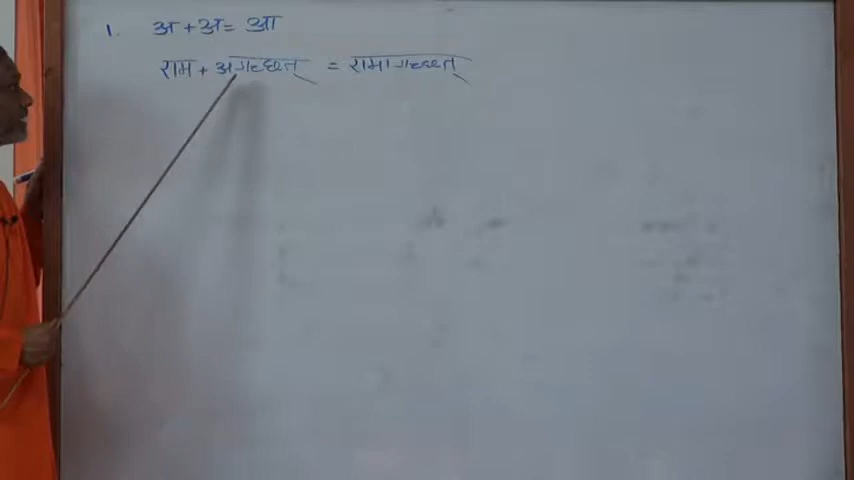 1. अ + अ = आ
राम + अगच्छत् = रामागच्छत्